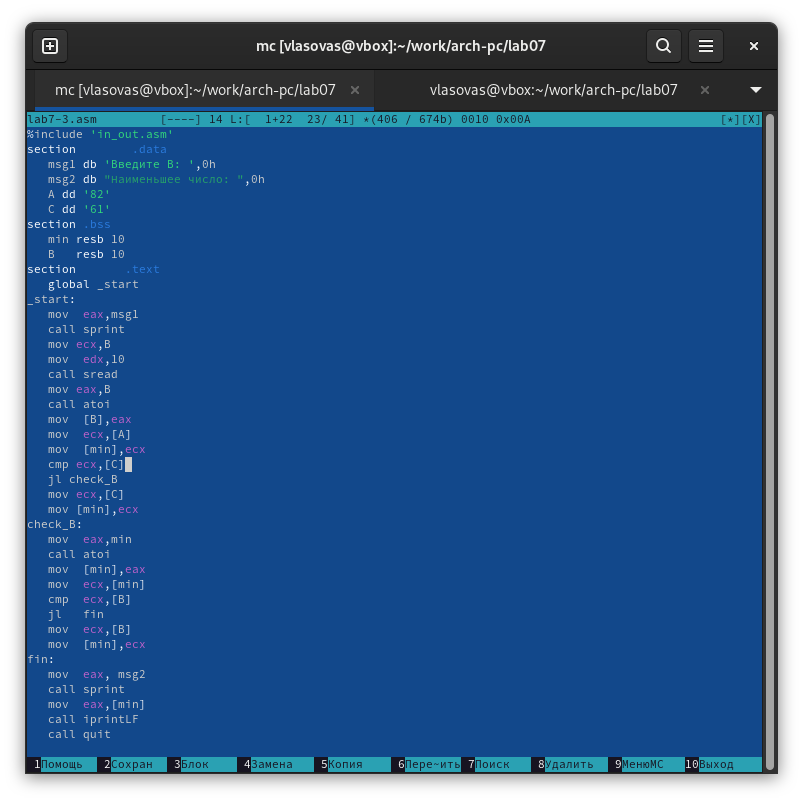 mc [vlasovas@vbox]:~/work/arch-pc/lab07
mc [vlasovas@vbox]:~/work/arch-pc/lab07 × vlasovas@vbox:~/work/arch-pc/lab07 ×
lab7-3.asm [----] 14 L:[ 1+22 23/ 41] *(406 / 674b) 0010 0x00A [*][X]
%include 'in_out.asm'
section .data
msg1 db 'Введите B: ',0h
msg2 db "Наименьшее число: ",0h
A dd '82'
C dd '61'
section .bss
min resb 10
B resb 10
section .text
global _start
_start:
mov eax,msg1
call sprint
mov ecx,B
mov edx,10
call sread
mov eax,B
call atoi
mov [B],eax
mov ecx,[A]
mov [min],ecx
cmp ecx,[C]
jl check_B
mov ecx,[C]
mov [min],ecx
check_B:
mov eax,min
call atoi
mov [min],eax
mov ecx,[min]
cmp ecx,[B]
jl fin
mov ecx,[B]
mov [min],ecx
fin:
mov eax, msg2
call sprint
mov eax,[min]
call iprintLF
call quit
1Помощь 2Сохран 3Блок 4Замена 5Копия 6Пере~ить 7Поиск 8Удалить 9МенюMC 10Выход